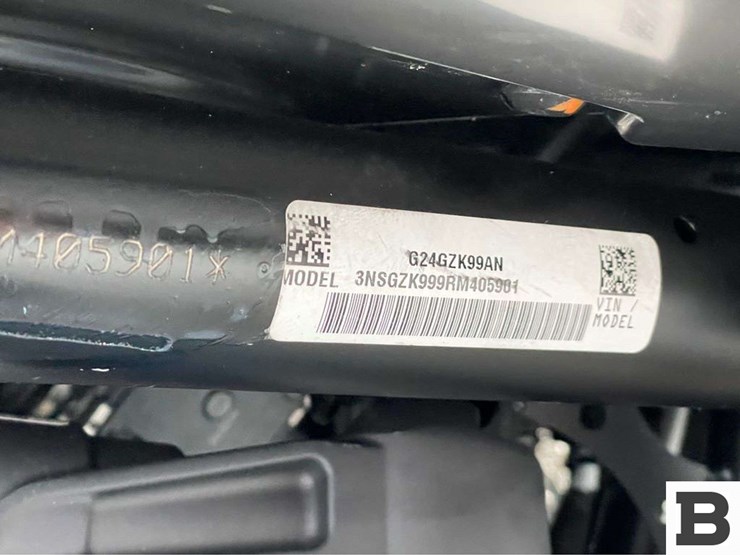 M405901*
G24GZK99AN
MODEL 3NSGZK999RM405901
VIN /
MODEL
B